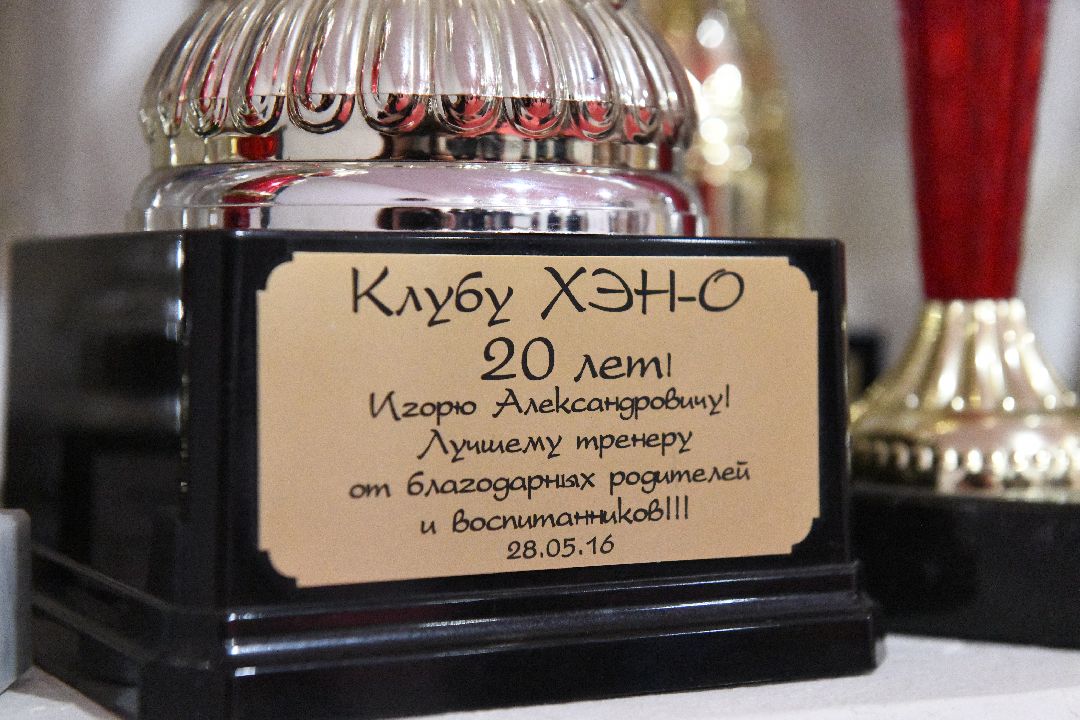 Клубу ХЭН-О
20 лет!
Игорю Александровичу!
Лучшему тренеру
от благодарных родителей
и воспитанников!!!
28.05.16